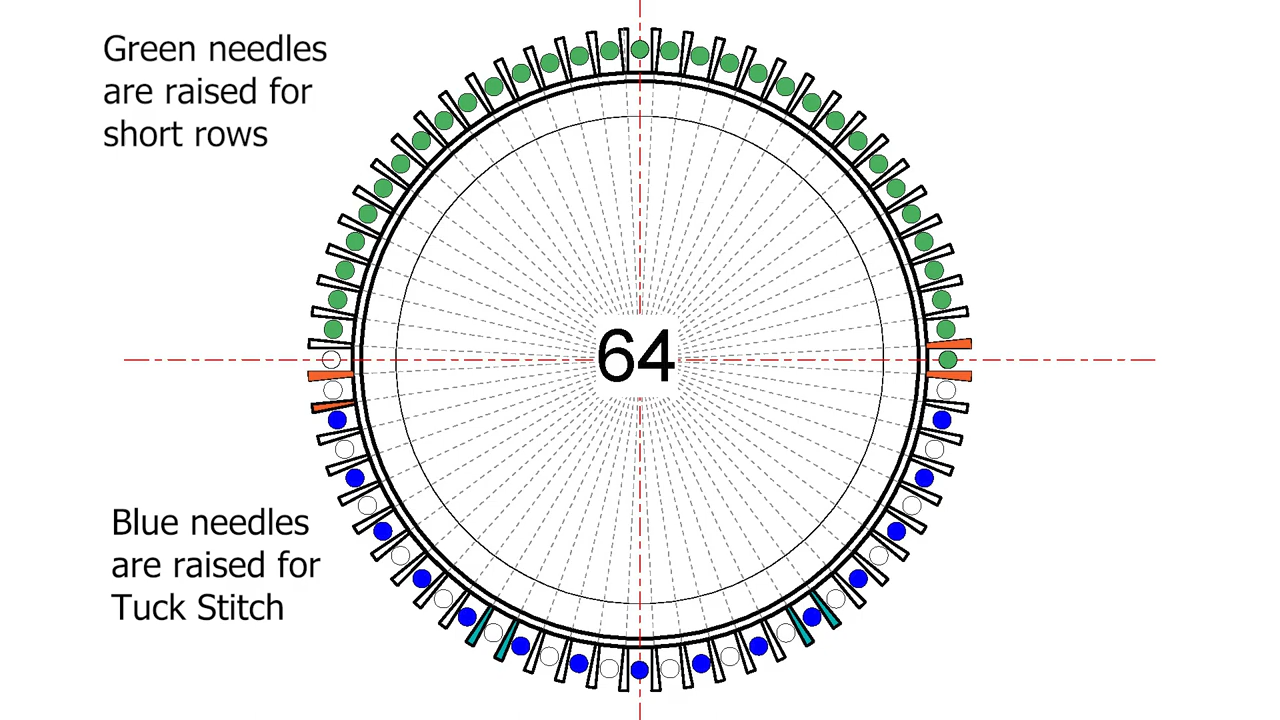 Green needles
are raised for
short rows
64
Blue needles
are raised for
Tuck Stitch